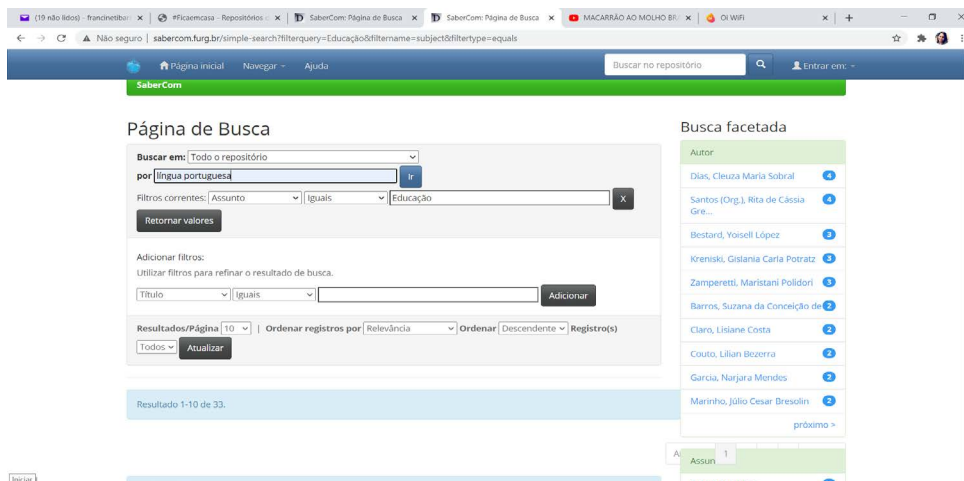 (19 não lidos) - francinetibar
#Ficaemcasa - Repositórios d
SaberCom: Página de Busca
SaberCom: Página de Busca
MACARRÃO AO MOLHO BR
Oi WiFi
Não seguro | sabercom.furg.br/simple-search?filterquery=Educação&filtername=subject&filtertype=equals
Página inicial Navegar Ajuda Buscar no repositório Entrar em:
SaberCom
Página de Busca
Buscar em: Todo o repositório
por língua portuguesa Ir
Filtros correntes: Assunto Iguais Educação X
Retornar valores
Adicionar filtros:
Utilizar filtros para refinar o resultado de busca.
Título Iguais Adicionar
Resultados/Página 10 | Ordenar registros por Relevância Ordenar Descendente Registro(s)
Todos Atualizar
Resultado 1-10 de 33.
Busca facetada
Autor
Dias, Cleuza Maria Sobral 4
Santos (Org.), Rita de Cássia 4
Gre...
Bestard, Yoisell López 3
Kreniski, Gislania Carla Potratz 3
Zamperetti, Maristani Polidori 3
Barros, Suzana da Conceição de 2
Claro, Lisiane Costa 2
Couto, Lilian Bezerra 2
Garcia, Narjara Mendes 2
Marinho, Júlio Cesar Bresolin 2
próximo >
1
Assun
Iniciar